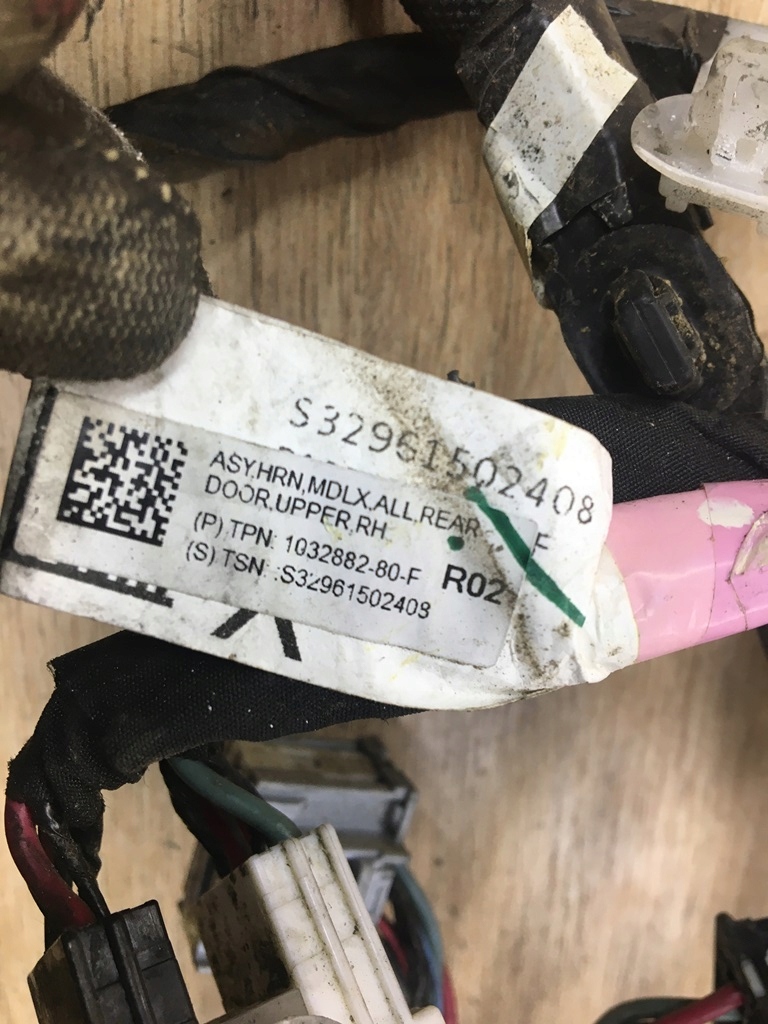 S32961502408
F
ASY,HRN,MDLX,ALL,REAR
DOOR,UPPER,RH
(P) TPN: 1032882-80-F R02
(S) TSN: :S32961502408